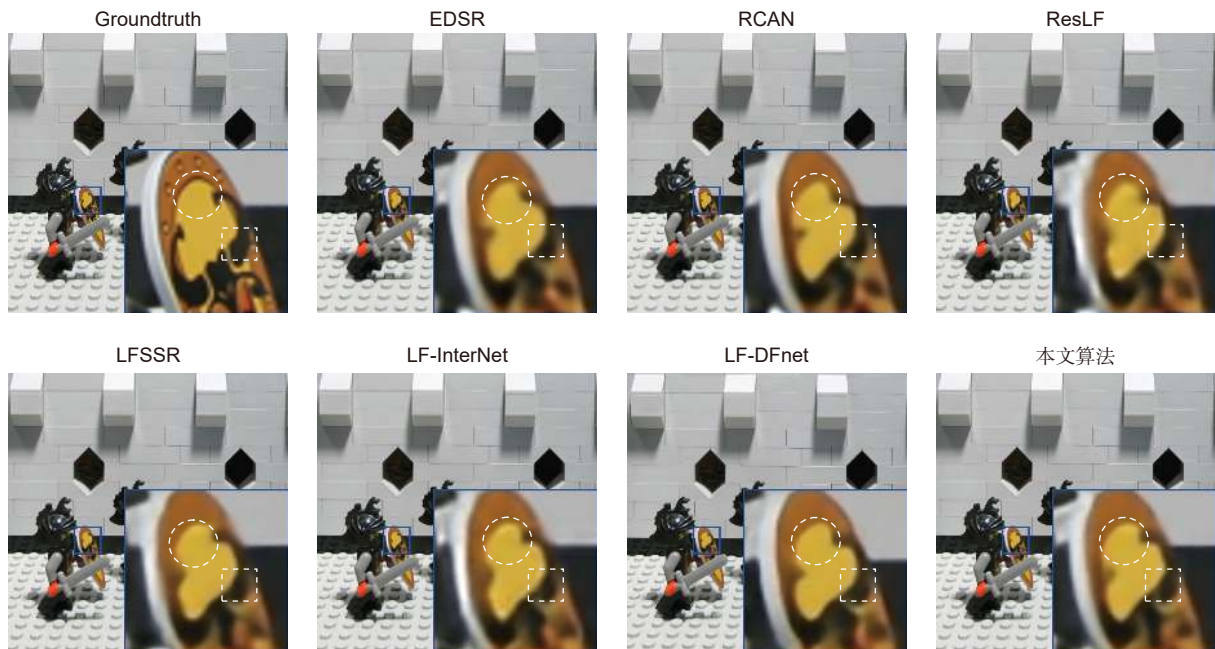 Groundtruth
EDSR
RCAN
ResLF
LFSSR
LF-InterNet
LF-DFnet
本文算法